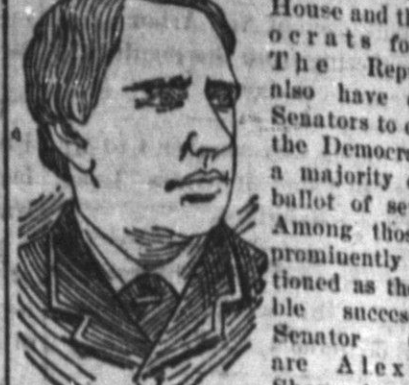 House and th
ocrats fo
The Rep
also have
Senators to
the Democr
a majority
ballot of se
Among thos
prominently
tioned as the
ble succes
Senator
are Alex